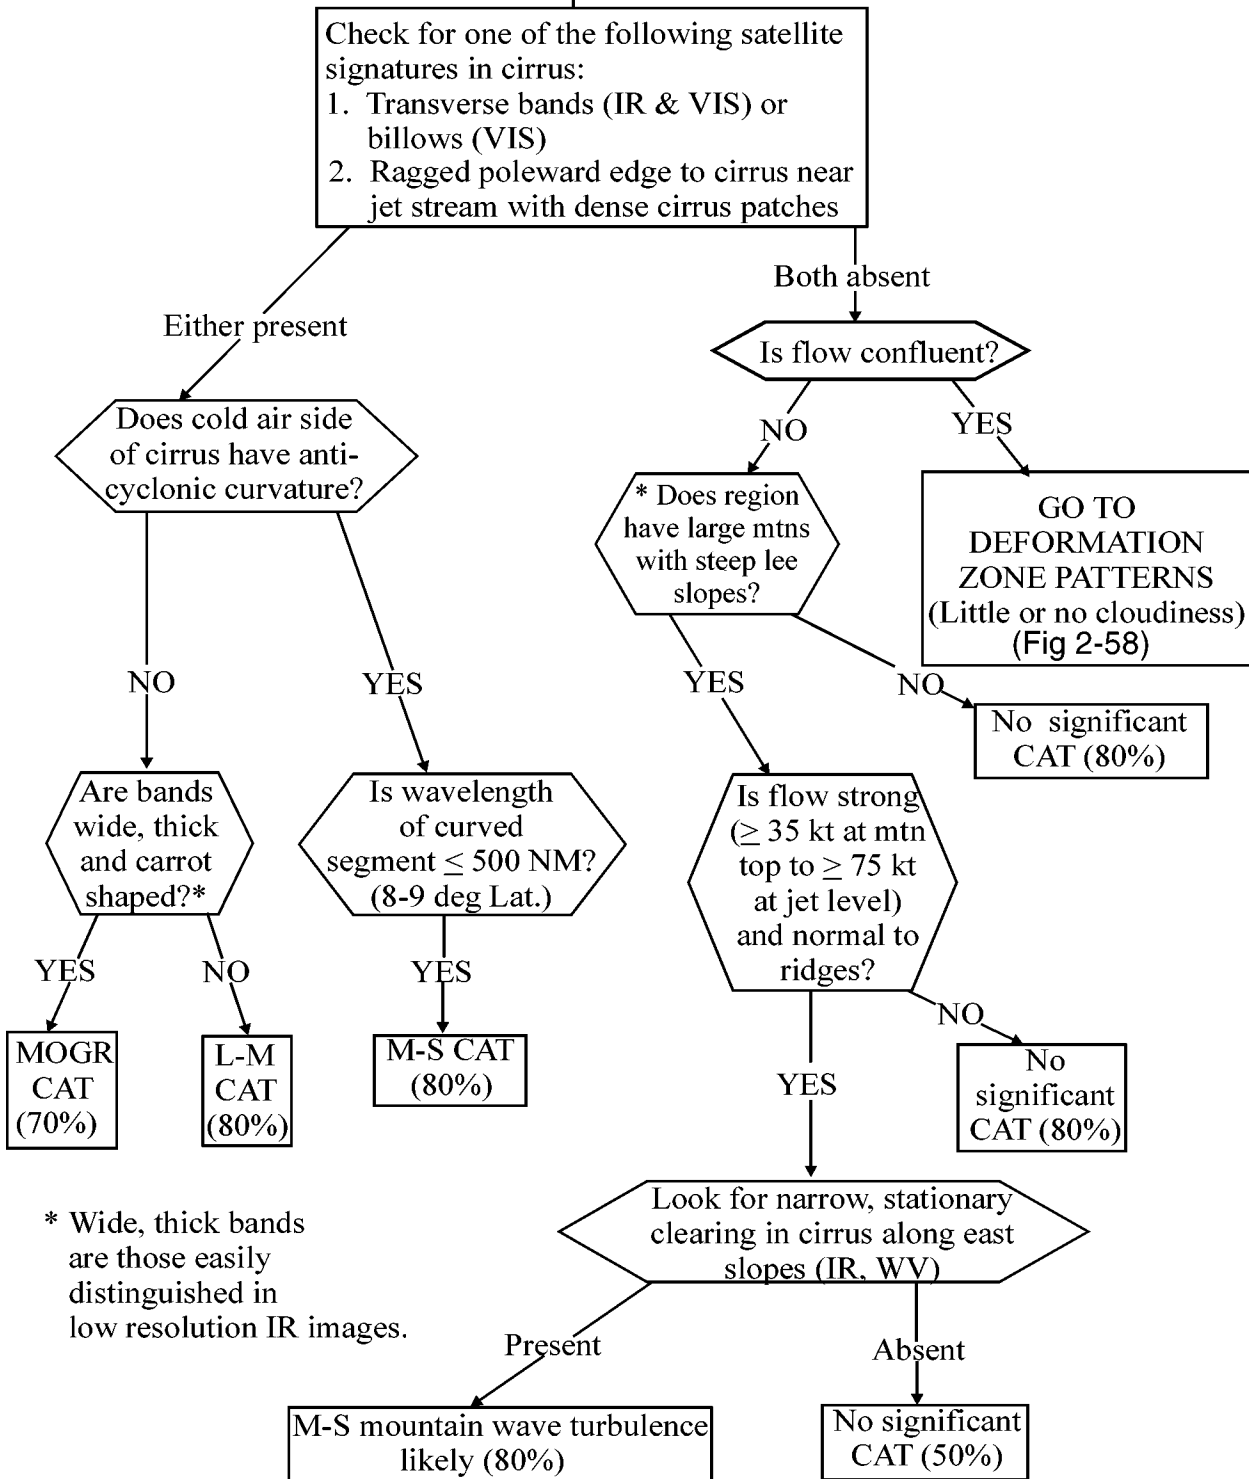 Check for one of the following satellite
signatures in cirrus:
1. Transverse bands (IR & VIS) or
billows (VIS)
2. Ragged poleward edge to cirrus near
jet stream with dense cirrus patches
Either present
Both absent
Is flow confluent?
Does cold air side
of cirrus have anti-
cyclonic curvature?
NO
YES
* Does region
have large mtns
with steep lee
slopes?
GO TO
DEFORMATION
ZONE PATTERNS
(Little or no cloudiness)
(Fig 2-58)
NO
YES
YES
NO
No significant
CAT (80%)
Are bands
wide, thick
and carrot
shaped?*
Is wavelength
of curved
segment ≤ 500 NM?
(8-9 deg Lat.)
Is flow strong
(≥ 35 kt at mtn
top to ≥ 75 kt
at jet level)
and normal to
ridges?
YES
NO
YES
NO
YES
MOGR
CAT
(70%)
L-M
CAT
(80%)
M-S CAT
(80%)
No
significant
CAT (80%)
Look for narrow, stationary
clearing in cirrus along east
slopes (IR, WV)
* Wide, thick bands
are those easily
distinguished in
low resolution IR images.
Present
Absent
M-S mountain wave turbulence
likely (80%)
No significant
CAT (50%)